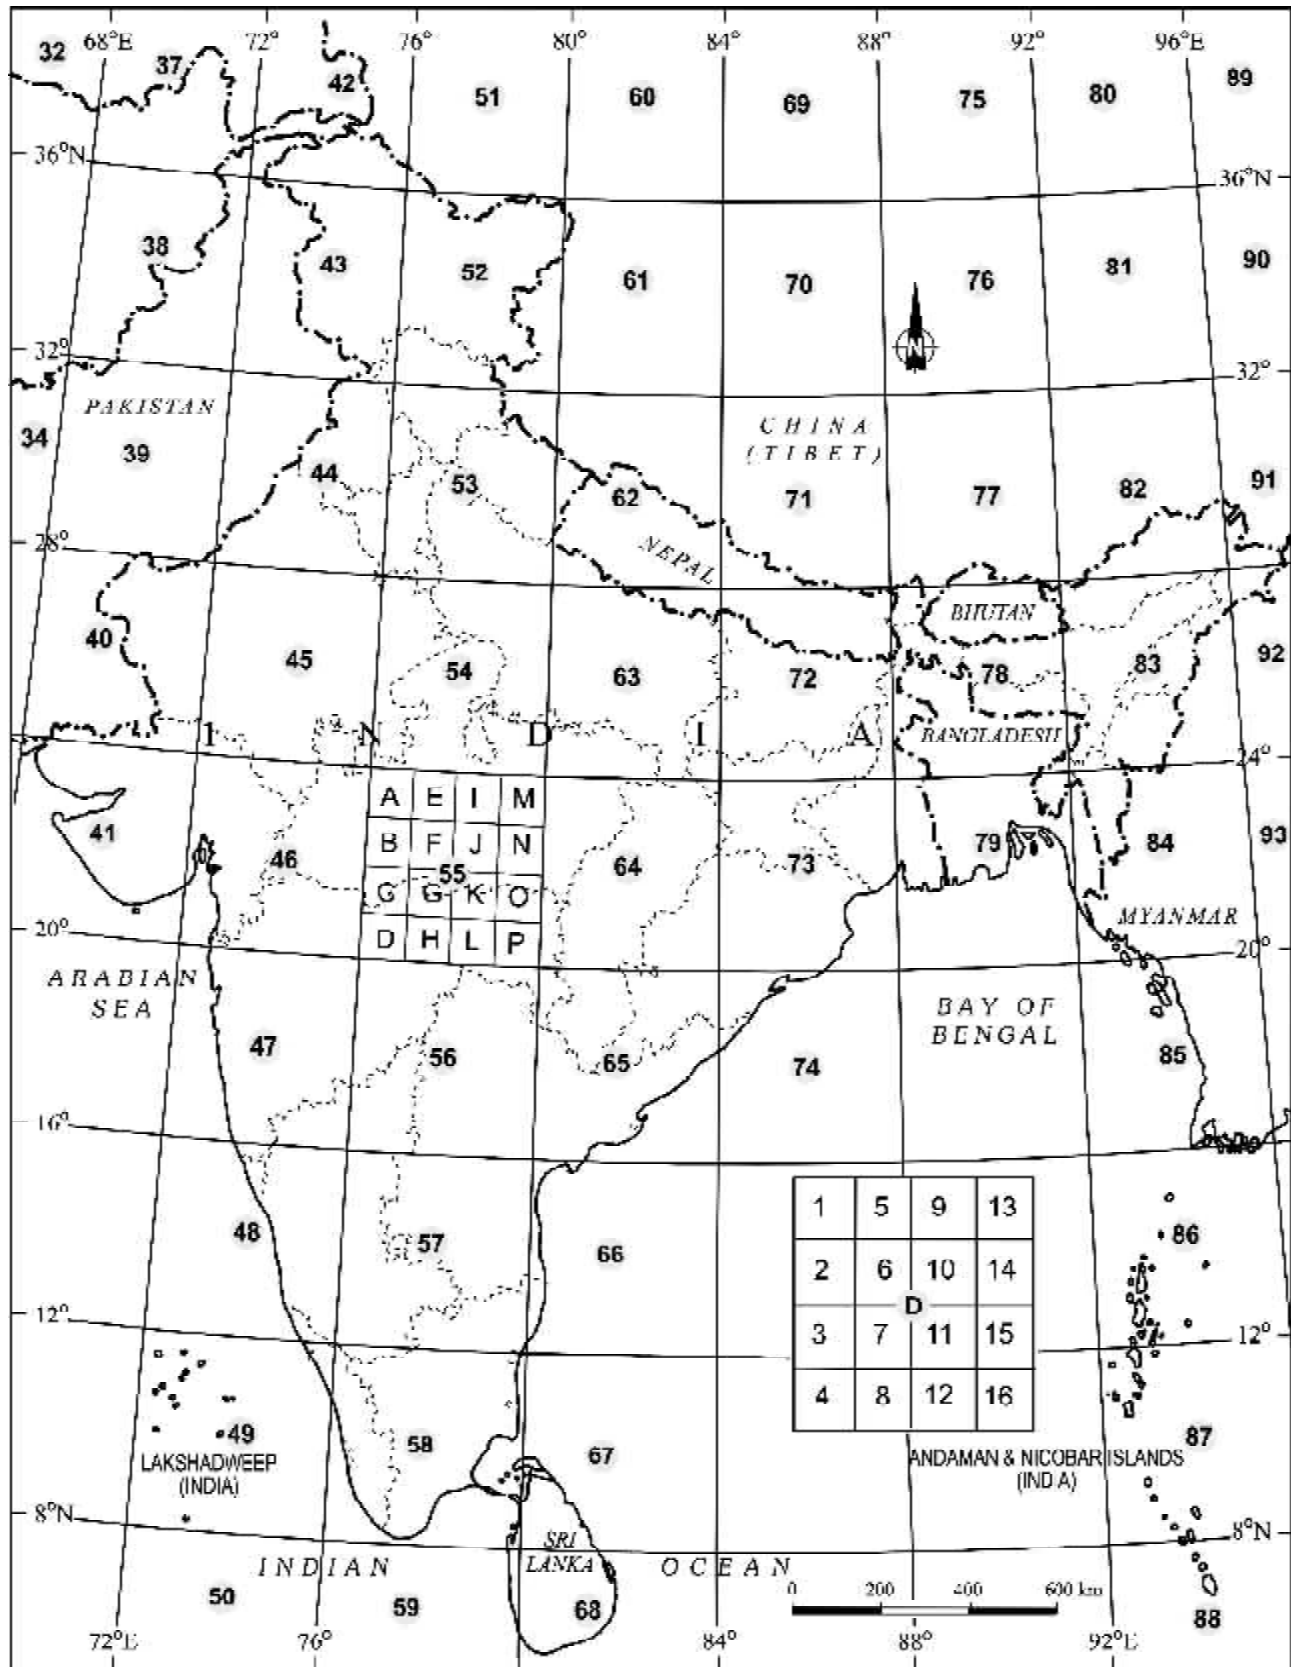 68°E 72° 76° 80° 84° 88° 92° 96°E
32 37 42 51 60 69 75 80 89
36°N 36°N
38 43 52 61 70 76 81 90
N
32° 32°
PAKISTAN
CHINA
(TIBET)
34 39 44 53 62 71 77 82 91
28°
NEPAL
BHUTAN
40 45 54 63 72 78 83 92
I N D I A
BANGLADESH
24°
A E I M
B F J N
41 46 55 64 73 79 84 93
G G K O
D H L P
MYANMAR
20° 20°
ARABIAN
SEA
BAY OF
BENGAL
47 56 65 74 85
16°
48 57 66 86
1 5 9 13
2 6 10 14
D
3 7 11 15
4 8 12 16
12° 12°
49 58 67 87
LAKSHADWEEP
(INDIA)
ANDAMAN & NICOBAR ISLANDS
(IND A)
8°N 8°N
SRI
LANKA
INDIAN OCEAN
0 200 400 600 km
50 59 68 88
72°E 76° 84° 88° 92°E